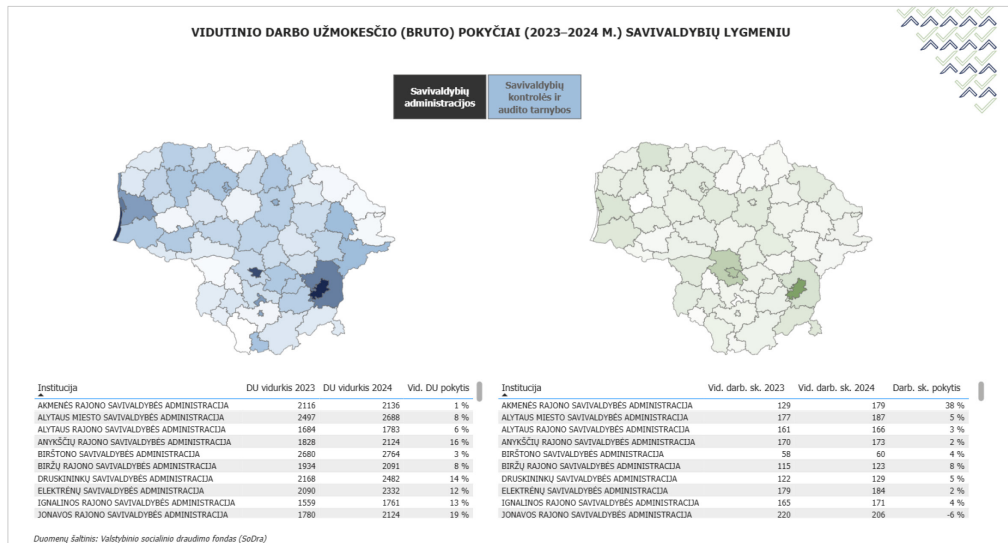 VIDUTINIO DARBO UŽMOKESČIO (BRUTO) POKYČIAI (2023–2024 M.) SAVIVALDYBIŲ LYGMENIU
Savivaldybių
administracijos
Savivaldybių
kontrolės ir
audito tarnybos
Institucija DU vidurkis 2023 DU vidurkis 2024 Vid. DU pokytis
AKMENĖS RAJONO SAVIVALDYBĖS ADMINISTRACIJA 2116 2136 1 %
ALYTAUS MIESTO SAVIVALDYBĖS ADMINISTRACIJA 2497 2688 8 %
ALYTAUS RAJONO SAVIVALDYBĖS ADMINISTRACIJA 1684 1783 6 %
ANYKŠČIŲ RAJONO SAVIVALDYBĖS ADMINISTRACIJA 1828 2124 16 %
BIRŠTONO SAVIVALDYBĖS ADMINISTRACIJA 2680 2764 3 %
BIRŽŲ RAJONO SAVIVALDYBĖS ADMINISTRACIJA 1934 2091 8 %
DRUSKININKŲ SAVIVALDYBĖS ADMINISTRACIJA 2168 2482 14 %
ELEKTRĖNŲ SAVIVALDYBĖS ADMINISTRACIJA 2090 2332 12 %
IGNALINOS RAJONO SAVIVALDYBĖS ADMINISTRACIJA 1559 1761 13 %
JONAVOS RAJONO SAVIVALDYBĖS ADMINISTRACIJA 1780 2124 19 %
Institucija Vid. darb. sk. 2023 Vid. darb. sk. 2024 Darb. sk. pokytis
AKMENĖS RAJONO SAVIVALDYBĖS ADMINISTRACIJA 129 179 38 %
ALYTAUS MIESTO SAVIVALDYBĖS ADMINISTRACIJA 177 187 5 %
ALYTAUS RAJONO SAVIVALDYBĖS ADMINISTRACIJA 161 166 3 %
ANYKŠČIŲ RAJONO SAVIVALDYBĖS ADMINISTRACIJA 170 173 2 %
BIRŠTONO SAVIVALDYBĖS ADMINISTRACIJA 58 60 4 %
BIRŽŲ RAJONO SAVIVALDYBĖS ADMINISTRACIJA 115 123 8 %
DRUSKININKŲ SAVIVALDYBĖS ADMINISTRACIJA 122 129 5 %
ELEKTRĖNŲ SAVIVALDYBĖS ADMINISTRACIJA 179 184 2 %
IGNALINOS RAJONO SAVIVALDYBĖS ADMINISTRACIJA 165 171 4 %
JONAVOS RAJONO SAVIVALDYBĖS ADMINISTRACIJA 220 206 -6 %
Duomenų šaltinis: Valstybinio socialinio draudimo fondas (SoDra)